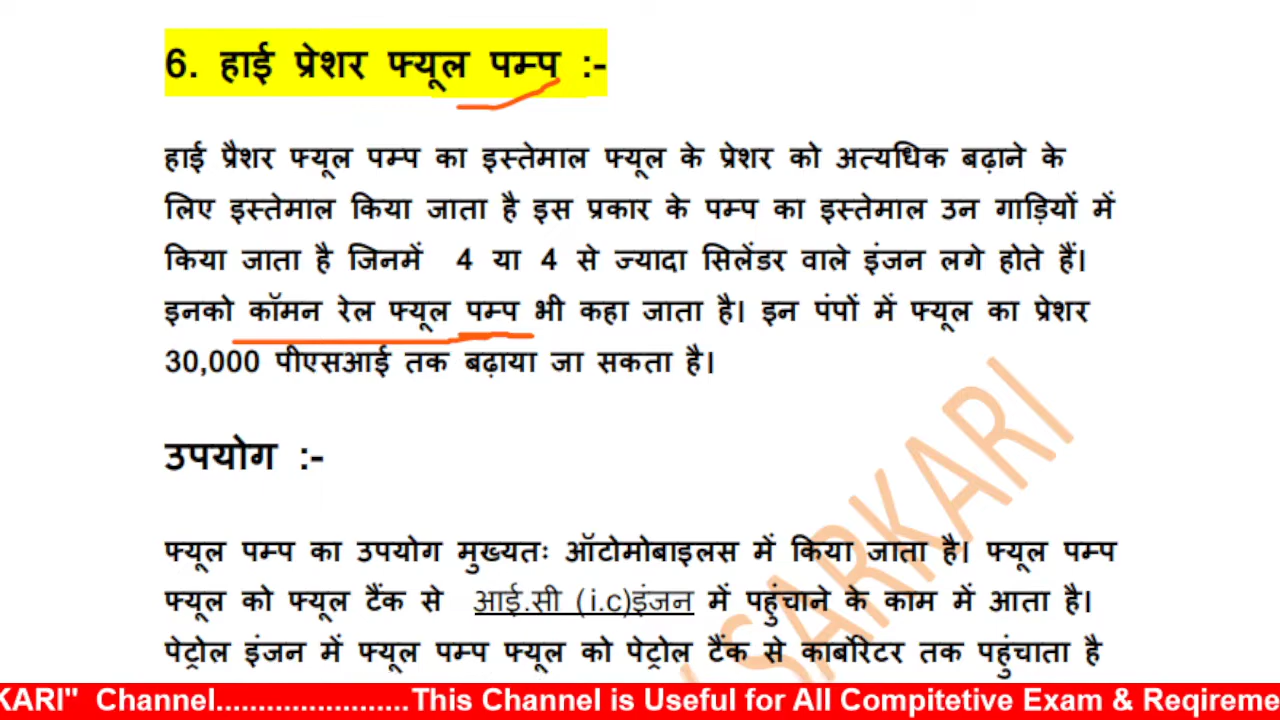 6. हाई प्रेशर फ्यूल पम्प :-
हाई प्रैशर फ्यूल पम्प का इस्तेमाल फ्यूल के प्रेशर को अत्यधिक बढ़ाने के
लिए इस्तेमाल किया जाता है इस प्रकार के पम्प का इस्तेमाल उन गाड़ियों में
किया जाता है जिनमें 4 या 4 से ज्यादा सिलेंडर वाले इंजन लगे होते हैं।
इनको कॉमन रेल फ्यूल पम्प भी कहा जाता है। इन पंपों में फ्यूल का प्रेशर
30,000 पीएसआई तक बढ़ाया जा सकता है।
उपयोग :-
फ्यूल पम्प का उपयोग मुख्यतः ऑटोमोबाइलस में किया जाता है। फ्यूल पम्प
फ्यूल को फ्यूल टैंक से आई.सी (i.c)इंजन में पहुंचाने के काम में आता है।
पेट्रोल इंजन में फ्यूल पम्प फ्यूल को पेट्रोल टैंक से कार्बोरेटर तक पहुंचाता है
SARKARI
KARI" Channel.......................This Channel is Useful for All Compitetive Exam & Reqireme